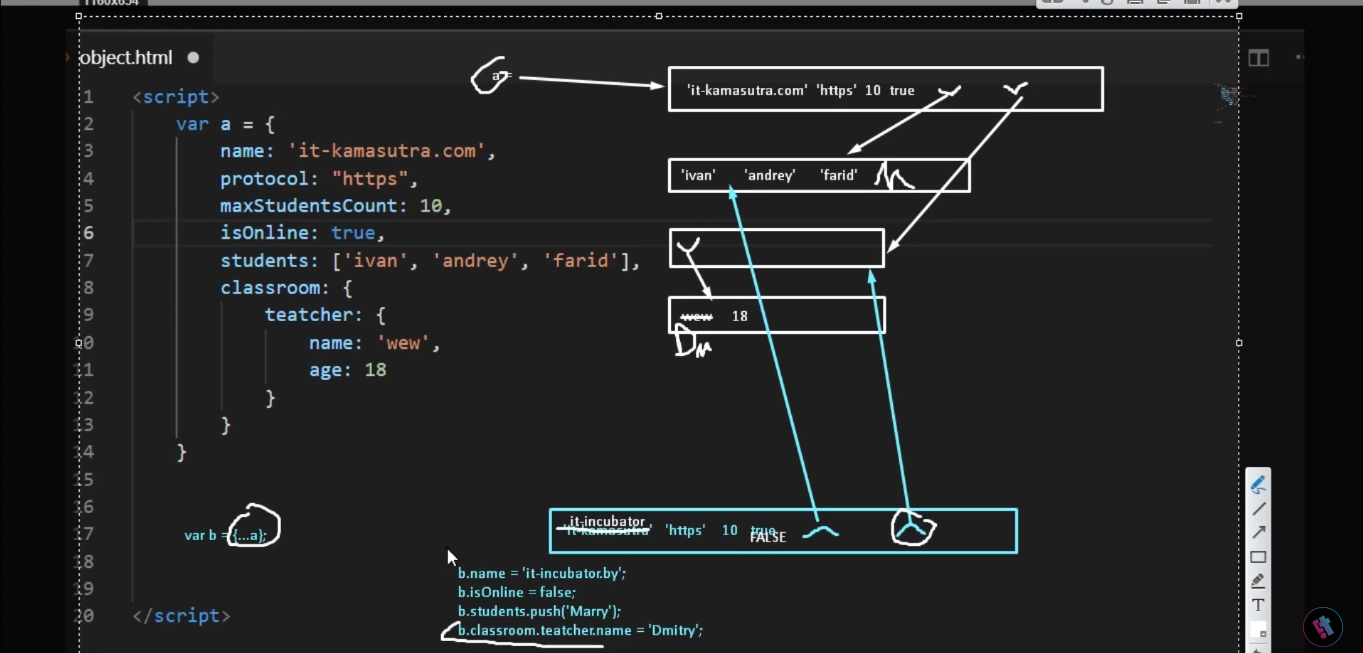 1160x654
object.html
a =
'it-kamasutra.com' 'https' 10 true
1 <script>
2 var a = {
3 name: 'it-kamasutra.com',
4 protocol: "https",
5 maxStudentsCount: 10,
6 isOnline: true,
7 students: ['ivan', 'andrey', 'farid'],
8 classroom: {
9 teatcher: {
10 name: 'wew',
11 age: 18
12 }
13 }
14 }
15
16
17
18
19
20 </script>
'ivan' 'andrey' 'farid' M
wew 18
DM
var b = {...a};
it-incubator
'it-kamasutra' 'https' 10 true
FALSE
b.name = 'it-incubator.by';
b.isOnline = false;
b.students.push('Marry');
b.classroom.teatcher.name = 'Dmitry';
T